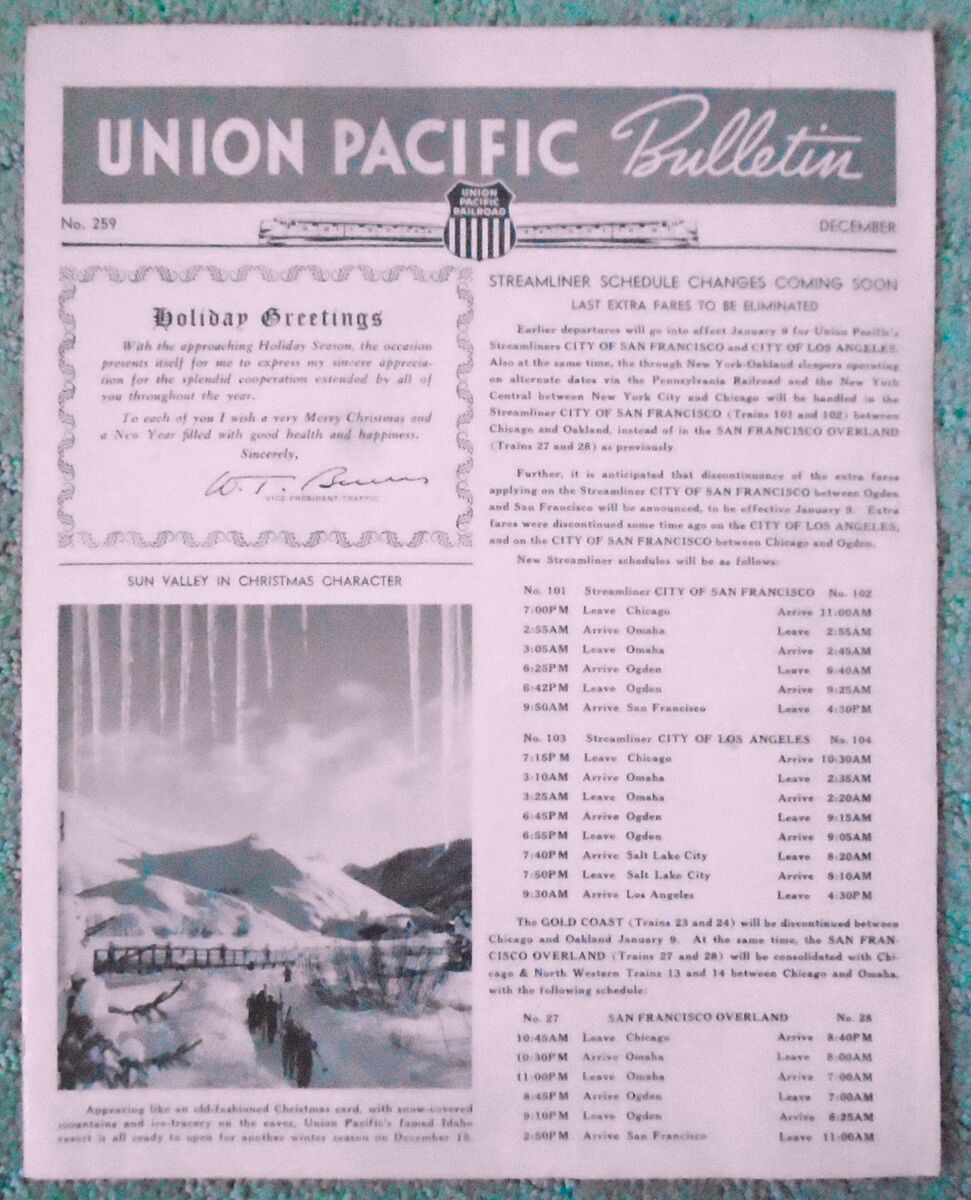 UNION PACIFIC Bulletin
UNION
PACIFIC
RAILROAD
No. 259
DECEMBER
Holiday Greetings
With the approaching Holiday Season, the occasion
presents itself for me to express my sincere apprecia-
tion for the splendid cooperation extended by all of
you throughout the year.
To each of you I wish a very Merry Christmas and
a New Year filled with good health and happiness.
Sincerely,
W. T. Burns
VICE PRESIDENT-TRAFFIC
SUN VALLEY IN CHRISTMAS CHARACTER
Appearing like an old-fashioned Christmas card, with snow-covered
mountains and ice-tracery on the eaves, Union Pacific's famed Idaho
resort is all ready to open for another winter season on December 19.
STREAMLINER SCHEDULE CHANGES COMING SOON
LAST EXTRA FARES TO BE ELIMINATED
Earlier departures will go into effect January 9 for Union Pacific's
Streamliners CITY OF SAN FRANCISCO and CITY OF LOS ANGELES.
Also at the same time, the through New York-Oakland sleepers operating
on alternate dates via the Pennsylvania Railroad and the New York
Central between New York City and Chicago will be handled in the
Streamliner CITY OF SAN FRANCISCO (Trains 101 and 102) between
Chicago and Oakland, instead of in the SAN FRANCISCO OVERLAND
(Trains 27 and 28) as previously.
Further, it is anticipated that discontinuance of the extra fares
applying on the Streamliner CITY OF SAN FRANCISCO between Ogden
and San Francisco will be announced, to be effective January 9. Extra
fares were discontinued some time ago on the CITY OF LOS ANGELES,
and on the CITY OF SAN FRANCISCO between Chicago and Ogden.
New Streamliner schedules will be as follows:
No. 101 Streamliner CITY OF SAN FRANCISCO No. 102
7:00PM Leave Chicago Arrive 11:00AM
2:55AM Arrive Omaha Leave 2:55AM
3:05AM Leave Omaha Arrive 2:45AM
6:25PM Arrive Ogden Leave 9:40AM
6:42PM Leave Ogden Arrive 9:25AM
9:50AM Arrive San Francisco Leave 4:30PM
No. 103 Streamliner CITY OF LOS ANGELES No. 104
7:15PM Leave Chicago Arrive 10:30AM
3:10AM Arrive Omaha Leave 2:35AM
3:25AM Leave Omaha Arrive 2:20AM
6:45PM Arrive Ogden Leave 9:15AM
6:55PM Leave Ogden Arrive 9:05AM
7:40PM Arrive Salt Lake City Leave 8:20AM
7:50PM Leave Salt Lake City Arrive 8:10AM
9:30AM Arrive Los Angeles Leave 4:30PM
The GOLD COAST (Trains 23 and 24) will be discontinued between
Chicago and Oakland January 9. At the same time, the SAN FRAN-
CISCO OVERLAND (Trains 27 and 28) will be consolidated with Chi-
cago & North Western Trains 13 and 14 between Chicago and Omaha,
with the following schedule:
No. 27 SAN FRANCISCO OVERLAND No. 28
10:45AM Leave Chicago Arrive 8:40PM
10:30PM Arrive Omaha Leave 8:00AM
11:00PM Leave Omaha Arrive 7:00AM
8:45PM Arrive Ogden Leave 7:00AM
9:10PM Leave Ogden Arrive 6:25AM
2:50PM Arrive San Francisco Leave 11:00AM